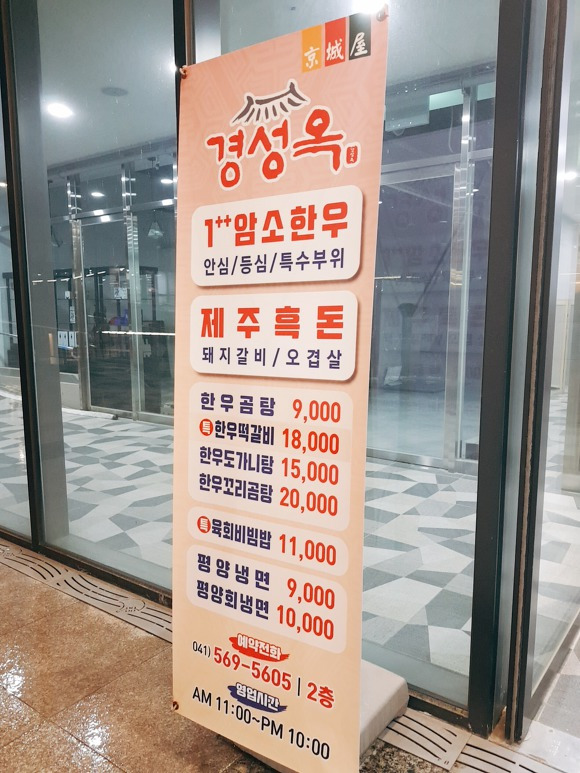 京城屋
경성옥
1++암소한우
안심/등심/특수부위
제주흑돈
돼지갈비/오겹살
한우곰탕 9,000
특 한우떡갈비 18,000
한우도가니탕 15,000
한우꼬리곰탕 20,000
특 육회비빔밥 11,000
평양냉면 9,000
평양회냉면 10,000
예약전화
041) 569-5605 | 2층
영업시간
AM 11:00~PM 10:00